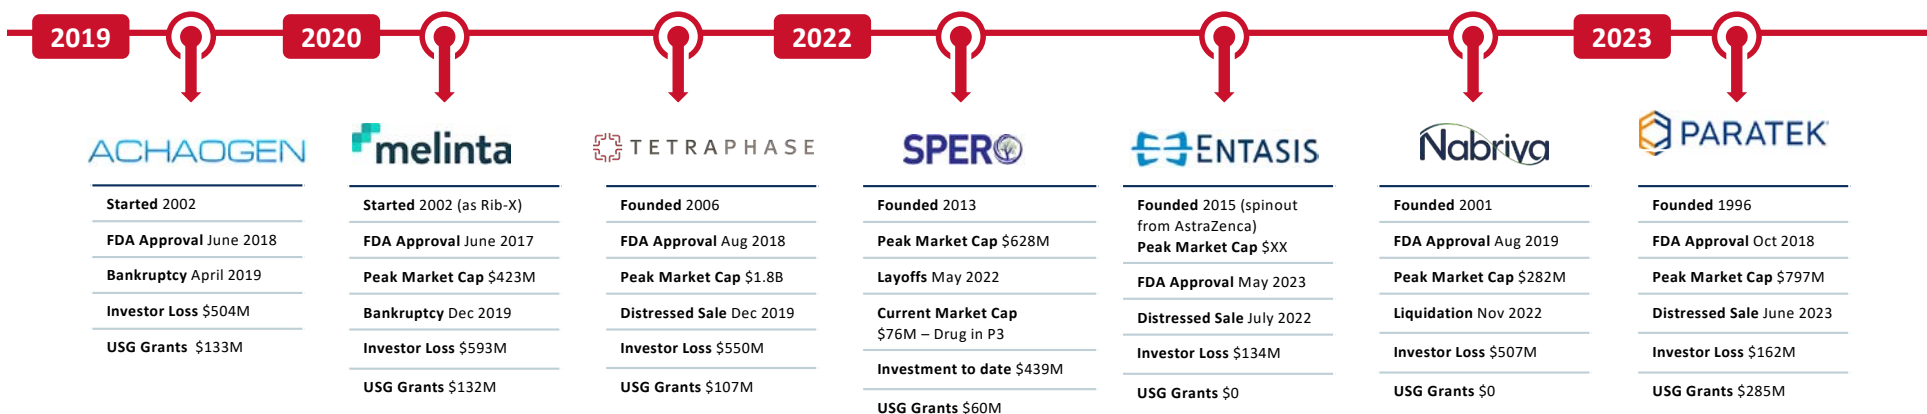 2019
2020
2022
2023
ACHAOGEN
Started 2002
FDA Approval June 2018
Bankruptcy April 2019
Investor Loss $504M
USG Grants $133M
melinta
Started 2002 (as Rib-X)
FDA Approval June 2017
Peak Market Cap $423M
Bankruptcy Dec 2019
Investor Loss $593M
USG Grants $132M
TETRAPHASE
Founded 2006
FDA Approval Aug 2018
Peak Market Cap $1.8B
Distressed Sale Dec 2019
Investor Loss $550M
USG Grants $107M
SPERO
Founded 2013
Peak Market Cap $628M
Layoffs May 2022
Current Market Cap
$76M – Drug in P3
Investment to date $439M
USG Grants $60M
ENTASIS
Founded 2015 (spinout
from AstraZenca)
Peak Market Cap $XX
FDA Approval May 2023
Distressed Sale July 2022
Investor Loss $134M
USG Grants $0
Nabriva
Founded 2001
FDA Approval Aug 2019
Peak Market Cap $282M
Liquidation Nov 2022
Investor Loss $507M
USG Grants $0
PARATEK
Founded 1996
FDA Approval Oct 2018
Peak Market Cap $797M
Distressed Sale June 2023
Investor Loss $162M
USG Grants $285M